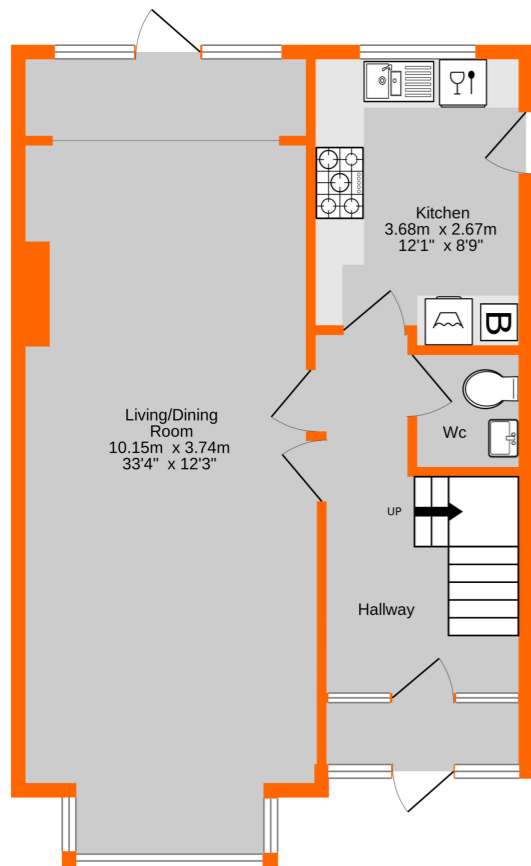 Kitchen
3.68m x 2.67m
12'1" x 8'9"
B
Living/Dining
Room
10.15m x 3.74m
33'4" x 12'3"
Wc
UP
Hallway